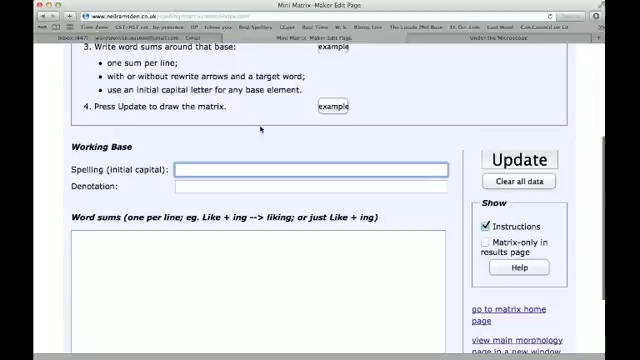 Mini Matrix-Maker Edit Page
www.neilramsden.co.uk
Mini Matrix-Maker Edit Page
Under the Microscope
3. Write word sums around that base:
example
• one sum per line;
• with or without rewrite arrows and a target word;
• use an initial capital letter for any base element.
4. Press Update to draw the matrix.
example
Working Base
Spelling (initial capital):
Denotation:
Update
Clear all data
Word sums (one per line; eg. Like + ing --> liking; or just Like + ing)
Show
Instructions
Matrix-only in
results page
Help
go to matrix home
page
view main morphology
page in a new window